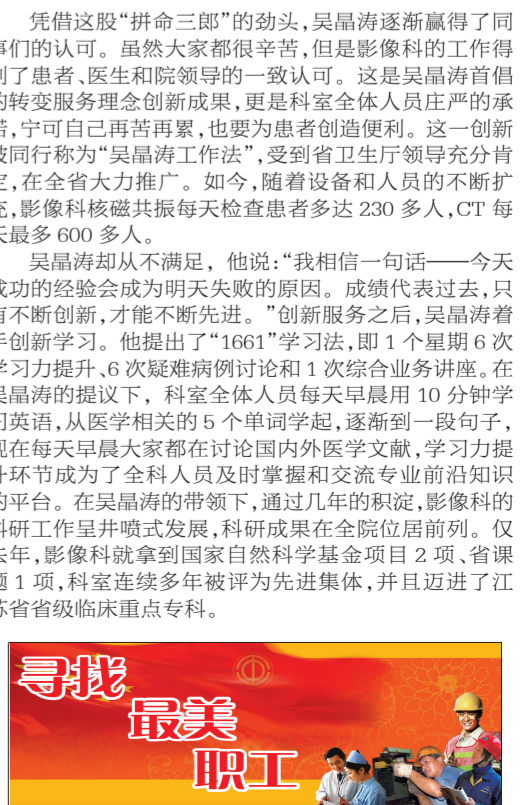 凭借这股“拼命三郎”的劲头，吴晶涛逐渐赢得了同
事们的认可。虽然大家都很辛苦，但是影像科的工作得
到了患者、医生和院领导的一致认可。这是吴晶涛首倡
的转变服务理念创新成果，更是科室全体人员庄严的承
诺，宁可自己再苦再累，也要为患者创造便利。这一创新
被同行称为“吴晶涛工作法”，受到省卫生厅领导充分肯
定，在全省大力推广。如今，随着设备和人员的不断扩
充，影像科核磁共振每天检查患者多达 230 多人，CT 每
天最多 600 多人。
吴晶涛却从不满足，他说：“我相信一句话——今天
成功的经验会成为明天失败的原因。成绩代表过去，只
有不断创新，才能不断先进。”创新服务之后，吴晶涛着
手创新学习。他提出了“1661”学习法，即 1 个星期 6 次
学习力提升、6 次疑难病例讨论和 1 次综合业务讲座。在
吴晶涛的提议下，科室全体人员每天早晨用 10 分钟学
习英语，从医学相关的 5 个单词学起，逐渐到一段句子，
现在每天早晨大家都在讨论国内外医学文献，学习力提
升环节成为了全科人员及时掌握和交流专业前沿知识
的平台。在吴晶涛的带领下，通过几年的积淀，影像科的
科研工作呈井喷式发展，科研成果在全院位居前列。仅
去年，影像科就拿到国家自然科学基金项目 2 项、省课
题 1 项，科室连续多年被评为先进集体，并且迈进了江
苏省省级临床重点专科。
寻找
最美
职工